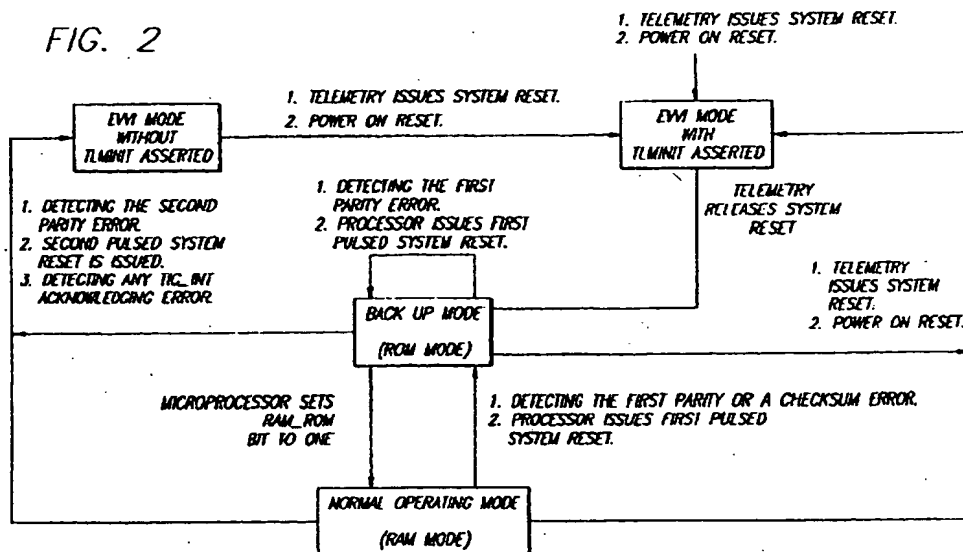 FIG. 2
1. TELEMETRY ISSUES SYSTEM RESET.
2. POWER ON RESET.
EVVI MODE
WITHOUT
TLMINIT ASSERTED
1. TELEMETRY ISSUES SYSTEM RESET.
2. POWER ON RESET.
EVVI MODE
WITH
TLMINIT ASSERTED
1. DETECTING THE SECOND
PARITY ERROR.
2. SECOND PULSED SYSTEM
RESET IS ISSUED.
3. DETECTING ANY TIC_INT
ACKNOWLEDGING ERROR.
1. DETECTING THE FIRST
PARITY ERROR.
2. PROCESSOR ISSUES FIRST
PULSED SYSTEM RESET.
TELEMETRY
RELEASES SYSTEM
RESET
1. TELEMETRY
ISSUES SYSTEM
RESET.
2. POWER ON RESET.
BACK UP MODE
(ROM MODE)
MICROPROCESSOR SETS
RAM_ROM
BIT TO ONE
1. DETECTING THE FIRST PARITY OR A CHECKSUM ERROR.
2. PROCESSOR ISSUES FIRST PULSED
SYSTEM RESET.
NORMAL OPERATING MODE
(RAM MODE)